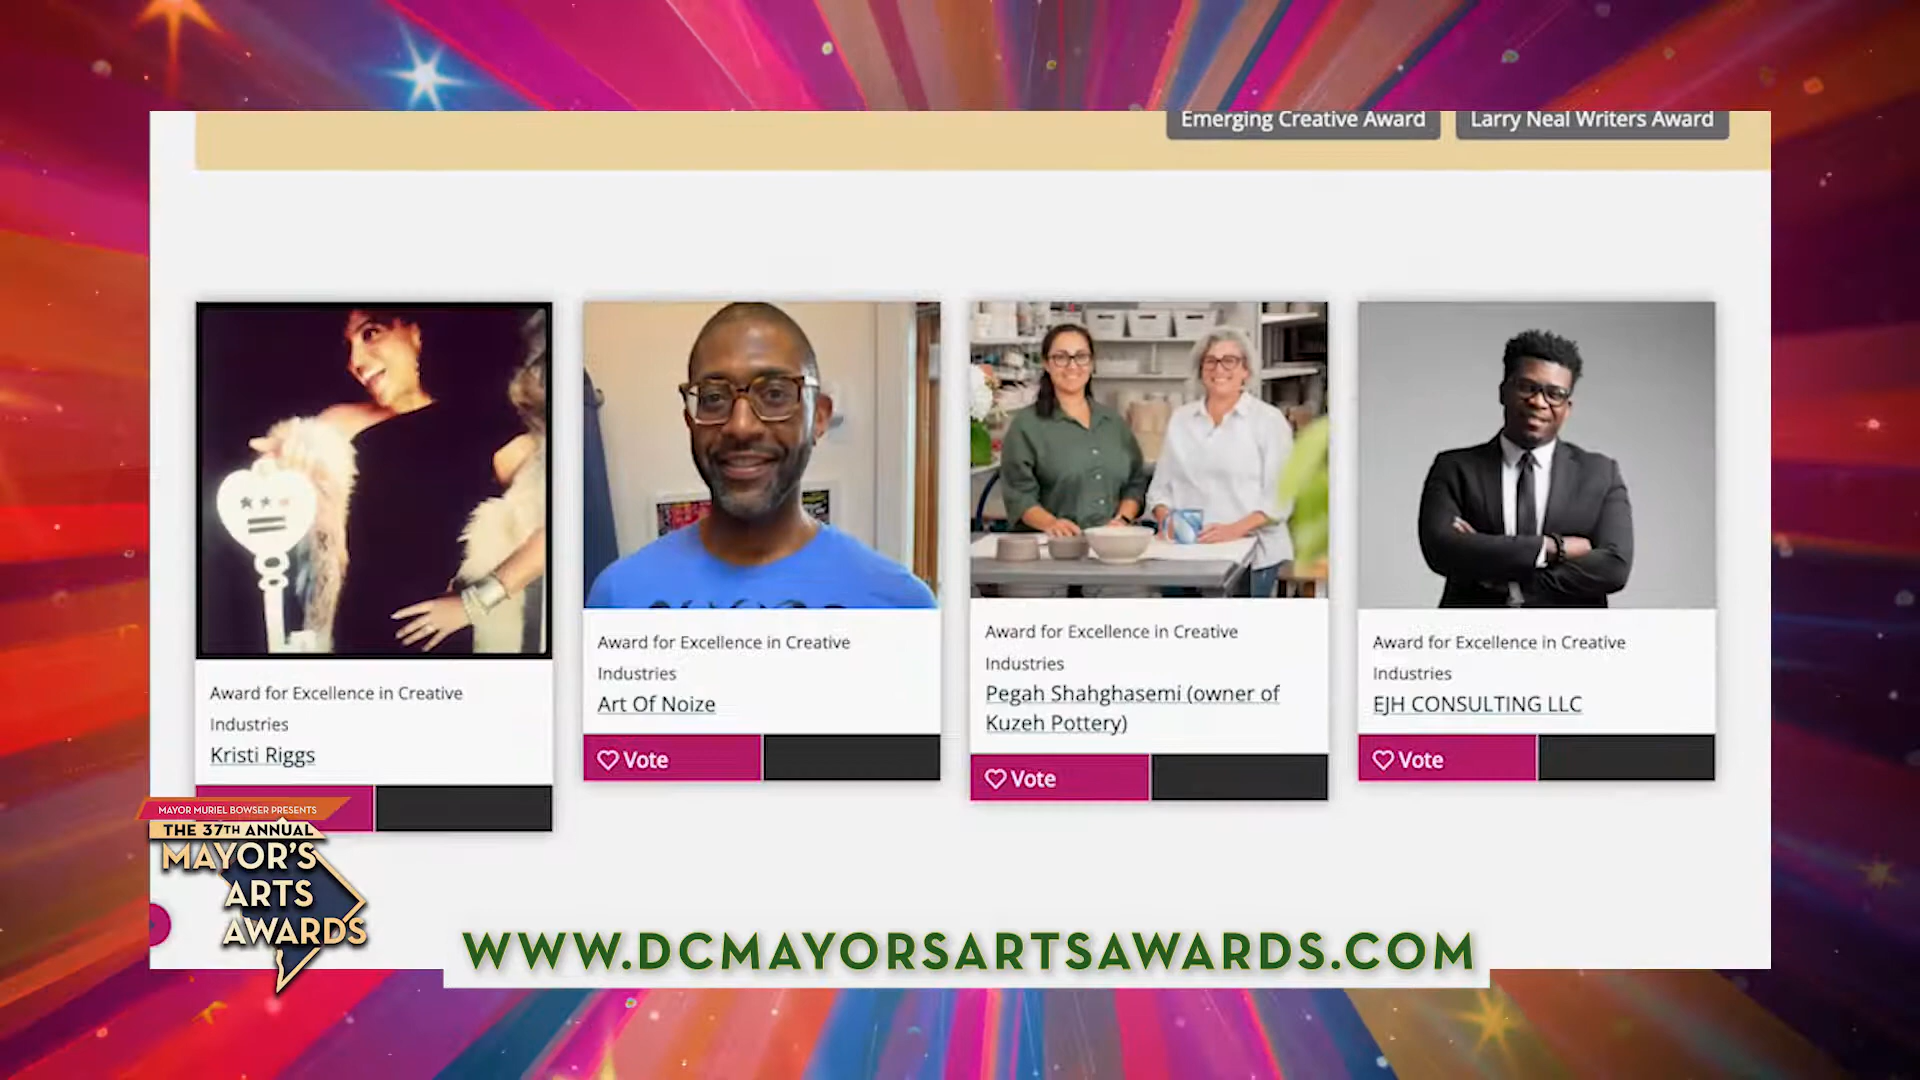 Emerging Creative Award
Larry Neal Writers Award
Award for Excellence in Creative
Industries
Kristi Riggs
Award for Excellence in Creative
Industries
Art Of Noize
Vote
Award for Excellence in Creative
Industries
Pegah Shahghasemi (owner of
Kuzeh Pottery)
Vote
Award for Excellence in Creative
Industries
EJH CONSULTING LLC
Vote
MAYOR MURIEL BOWSER PRESENTS
THE 37TH ANNUAL
MAYOR'S
ARTS
AWARDS
WWW.DCMAYORSARTSAWARDS.COM